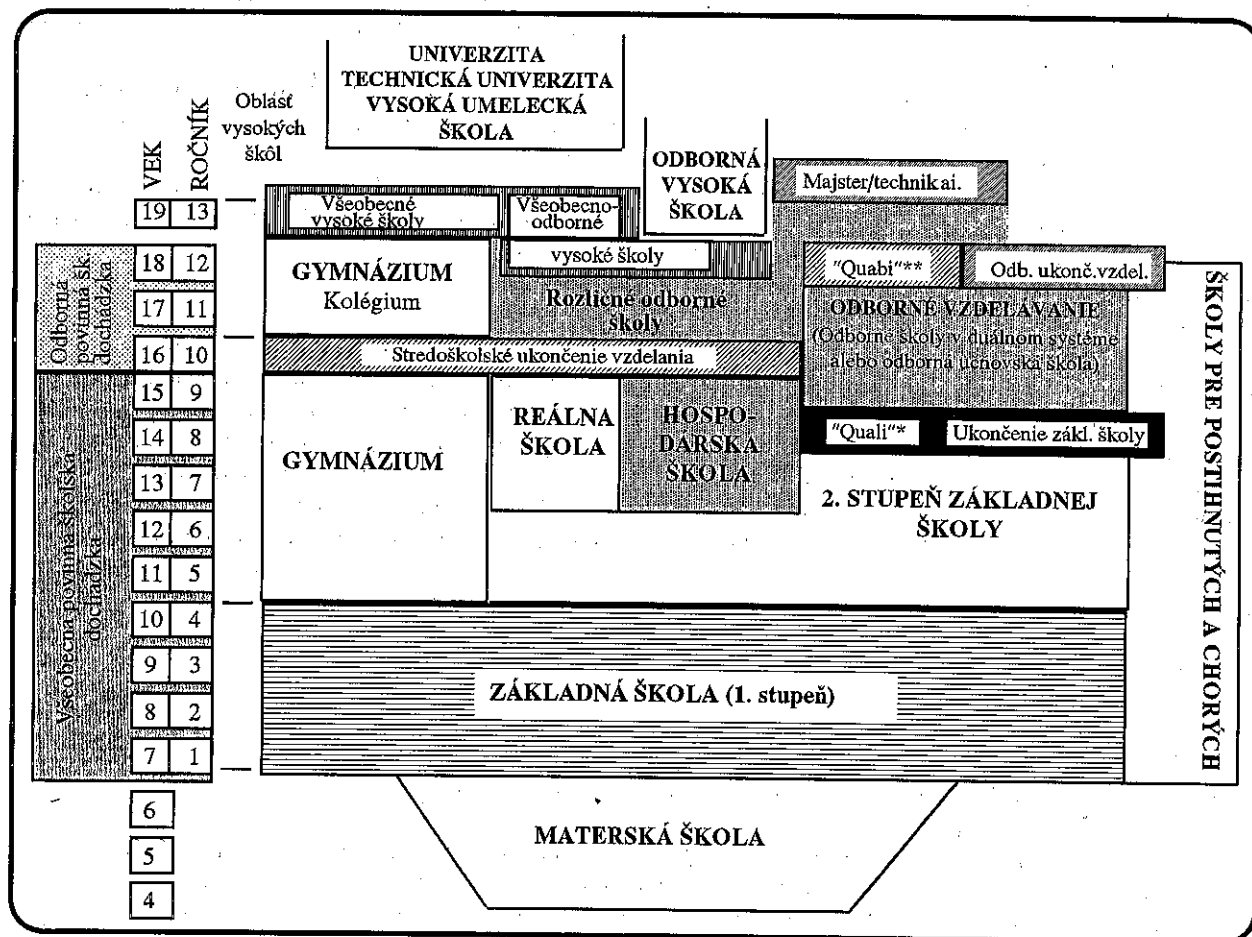 UNIVERZITA
TECHNICKÁ UNIVERZITA
VYSOKÁ UMELECKÁ
ŠKOLA
Oblasť
vysokých
škôl
VEK
ROČNÍK
ODBORNÁ
VYSOKÁ
ŠKOLA
Majster/technik ai.
19 13
Všeobecné
vysoké školy
Všeobecno-
odborné
vysoké školy
18 12
17 11
16 10
15 9
14 8
13 7
12 6
11 5
10 4
9 3
8 2
7 1
6
5
4
Odborná
povinná šk.
dochádzka
Všeobecná povinná školská
dochádzka
GYMNÁZIUM
Kolégium
Rozličné odborné
školy
"Quabi"**
Odb. ukonč.vzdel.
ODBORNÉ VZDELÁVANIE
(Odborné školy v duálnom systéme
alebo odborná učňovská škola)
Stredoškolské ukončenie vzdelania
GYMNÁZIUM
REÁLNA
ŠKOLA
HOSPO-
DARSKA
ŠKOLA
"Quali"*
Ukončenie zákl. školy
2. STUPEŇ ZÁKLADNEJ
ŠKOLY
ZÁKLADNÁ ŠKOLA (1. stupeň)
MATERSKÁ ŠKOLA
ŠKOLY PRE POSTIHNUTÝCH A CHORÝCH